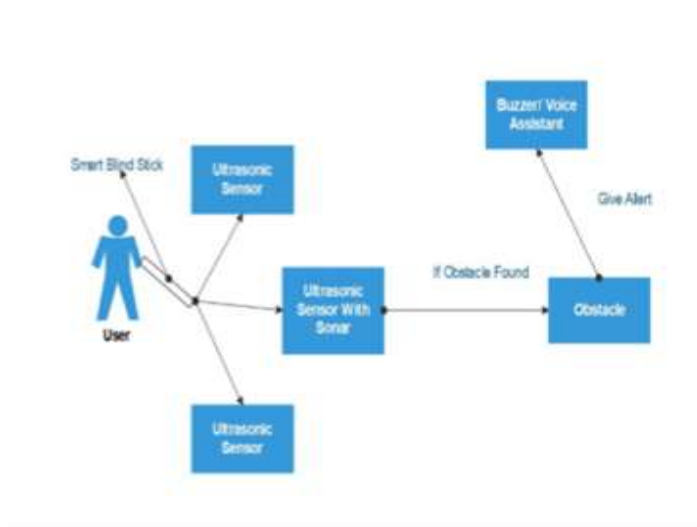 Buzzer/ Voice
Assistant
Smart Blind Stick
Ultrasonic
Sensor
Give Alert
If Obstacle Found
Ultrasonic
Sensor With
Sonar
Obstacle
User
Ultrasonic
Sensor